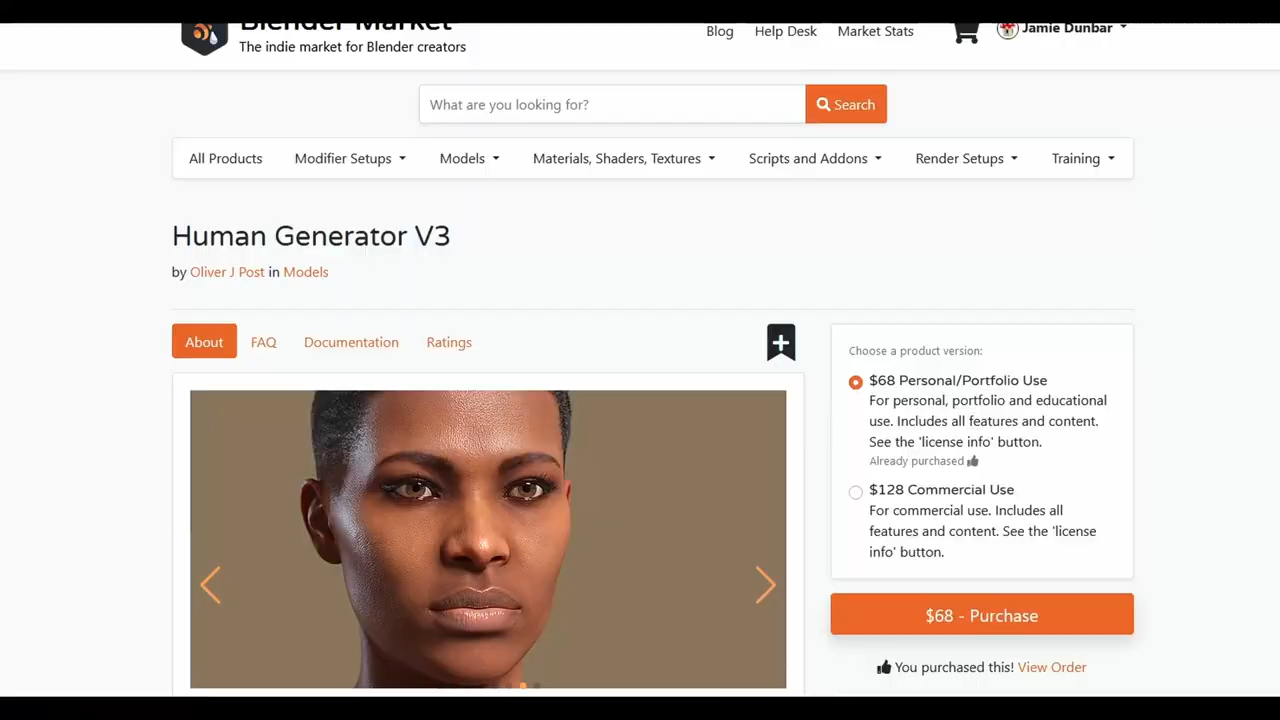 Blender Market
The indie market for Blender creators
Blog Help Desk Market Stats Jamie Dunbar
What are you looking for? Search
All Products Modifier Setups Models Materials, Shaders, Textures Scripts and Addons Render Setups Training
Human Generator V3
by Oliver J Post in Models
About FAQ Documentation Ratings
Choose a product version:
$68 Personal/Portfolio Use
For personal, portfolio and educational
use. Includes all features and content.
See the 'license info' button.
Already purchased
$128 Commercial Use
For commercial use. Includes all
features and content. See the 'license
info' button.
$68 - Purchase
You purchased this! View Order